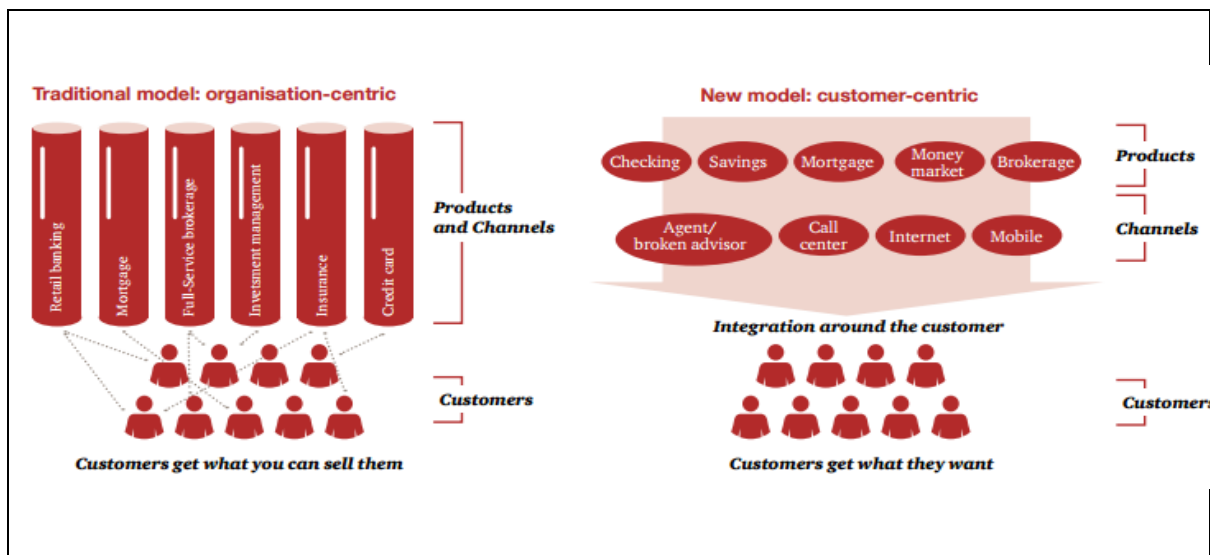 Traditional model: organisation-centric
Retail banking
Mortgage
Full-Service brokerage
Invetsment management
Insurance
Credit card
Products
and Channels
Customers
Customers get what you can sell them
New model: customer-centric
Checking
Savings
Mortgage
Money
market
Brokerage
Products
Agent/
broken advisor
Call
center
Internet
Mobile
Channels
Integration around the customer
Customers
Customers get what they want